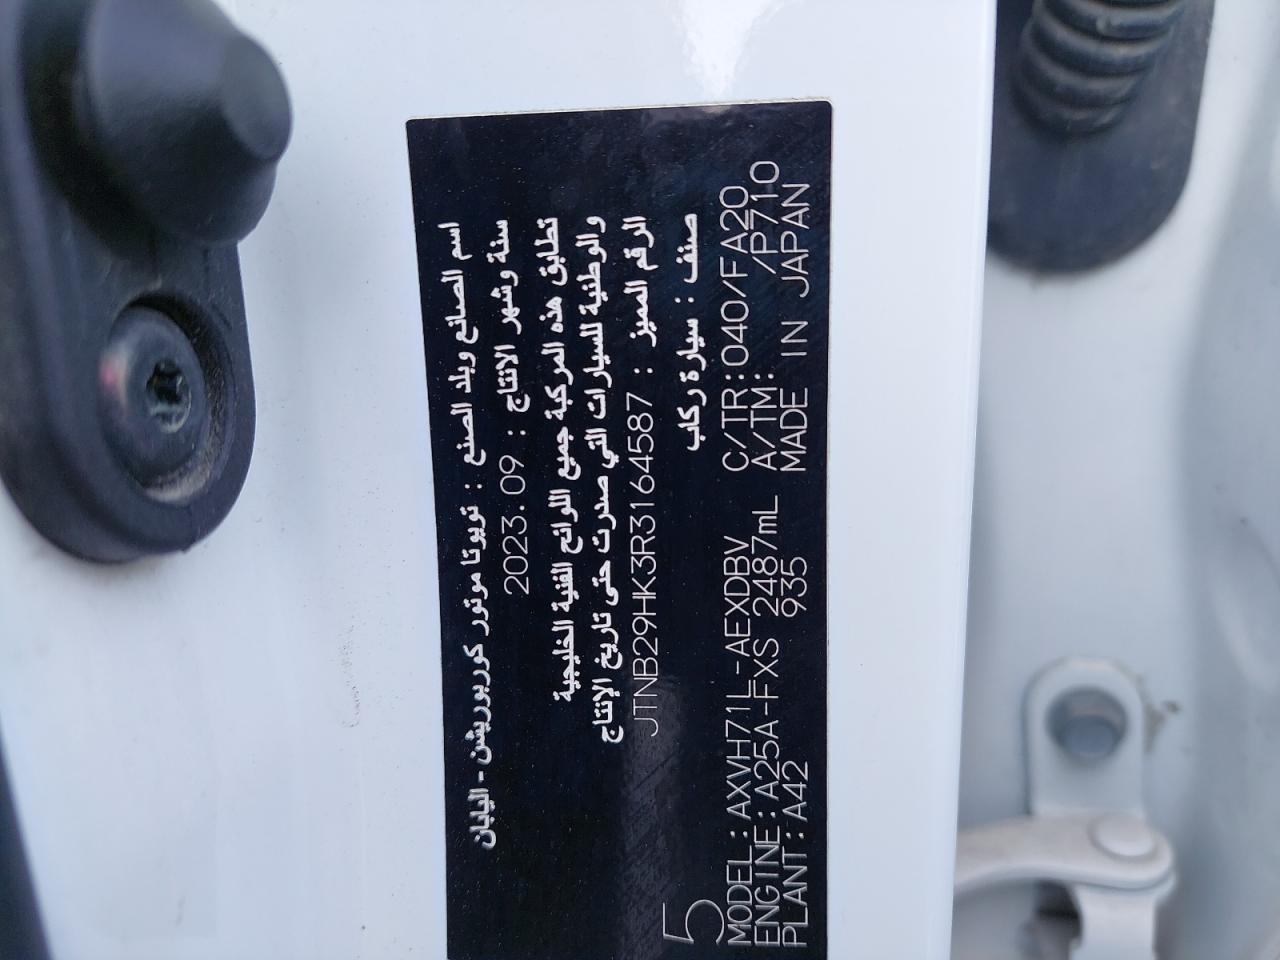 اسم الصانع وبلد الصنع : تويوتا موتور كوربوريشن - اليابان
سنة وشهر الانتاج : 2023.09
تطابق هذه المركبة جميع اللوائح الفنية الخليجية
والوطنية للسيارات التي صدرت حتى تاريخ الإنتاج
الرقم المميز : JTNB29HK3R3164587
صنف : سيارة ركاب
5
MODEL:AXVH71L-AEXDBV C/TR:040/FA20
ENGINE:A25A-FXS 2487mL A/TM: /P710
PLANT:A42 935 MADE IN JAPAN